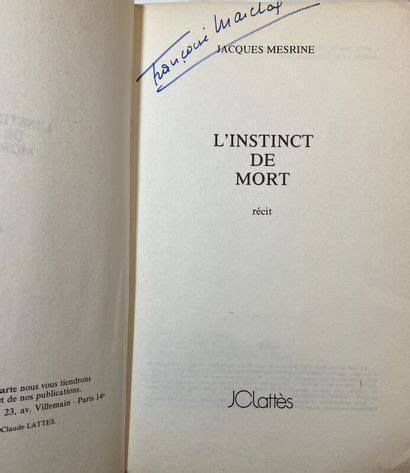 arte nous vous tiendrons
t de nos publications.
23, av. Villemain - Paris 14e
Claude LATTES.
JACQUES MESRINE
L'INSTINCT
DE
MORT
récit
JClattès